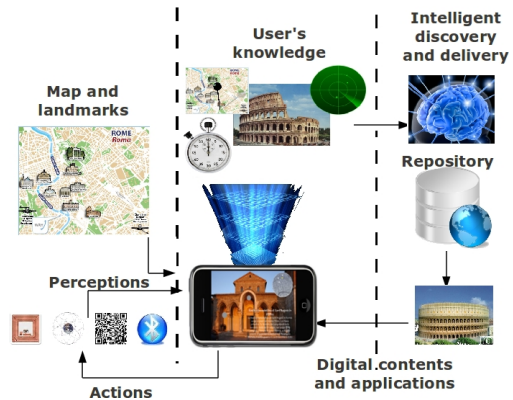 Map and
landmarks
ROME
Roma
User's
knowledge
Intelligent
discovery
and delivery
Repository
Perceptions
Actions
Digital contents
and applications